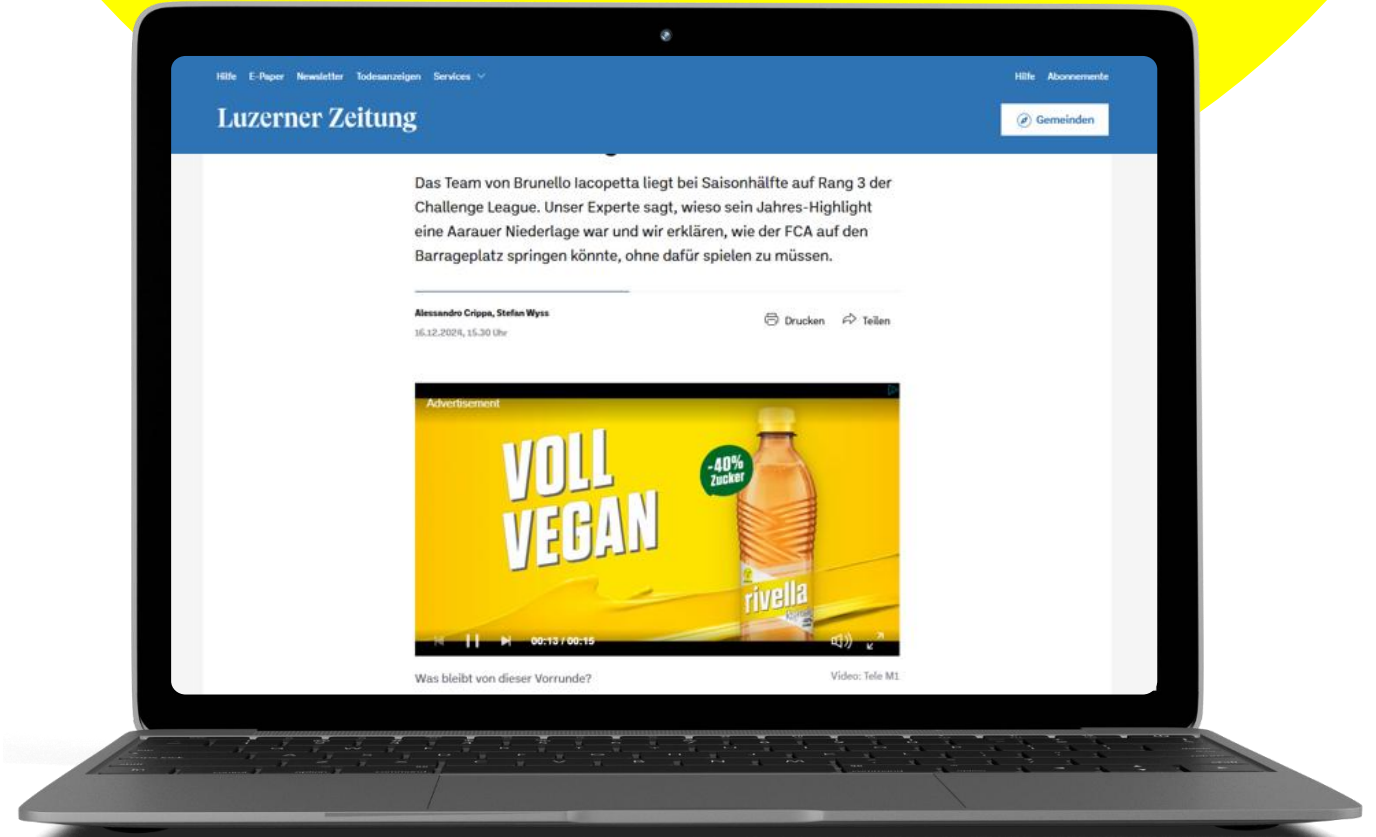 Hilfe E-Paper Newsletter Todesanzeigen Services
Hilfe Abonnemente
Luzerner Zeitung
Gemeinden
Das Team von Brunello Iacopetta liegt bei Saisonhälfte auf Rang 3 der
Challenge League. Unser Experte sagt, wieso sein Jahres-Highlight
eine Aarauer Niederlage war und wir erklären, wie der FCA auf den
Barrageplatz springen könnte, ohne dafür spielen zu müssen.
Alessandro Crippa, Stefan Wyss
16.12.2024, 15.30 Uhr
Drucken Teilen
Advertisement
VOLL
VEGAN
-40%
Zucker
rivella
00:13 / 00:15
Was bleibt von dieser Vorrunde?
Video: Tele M1